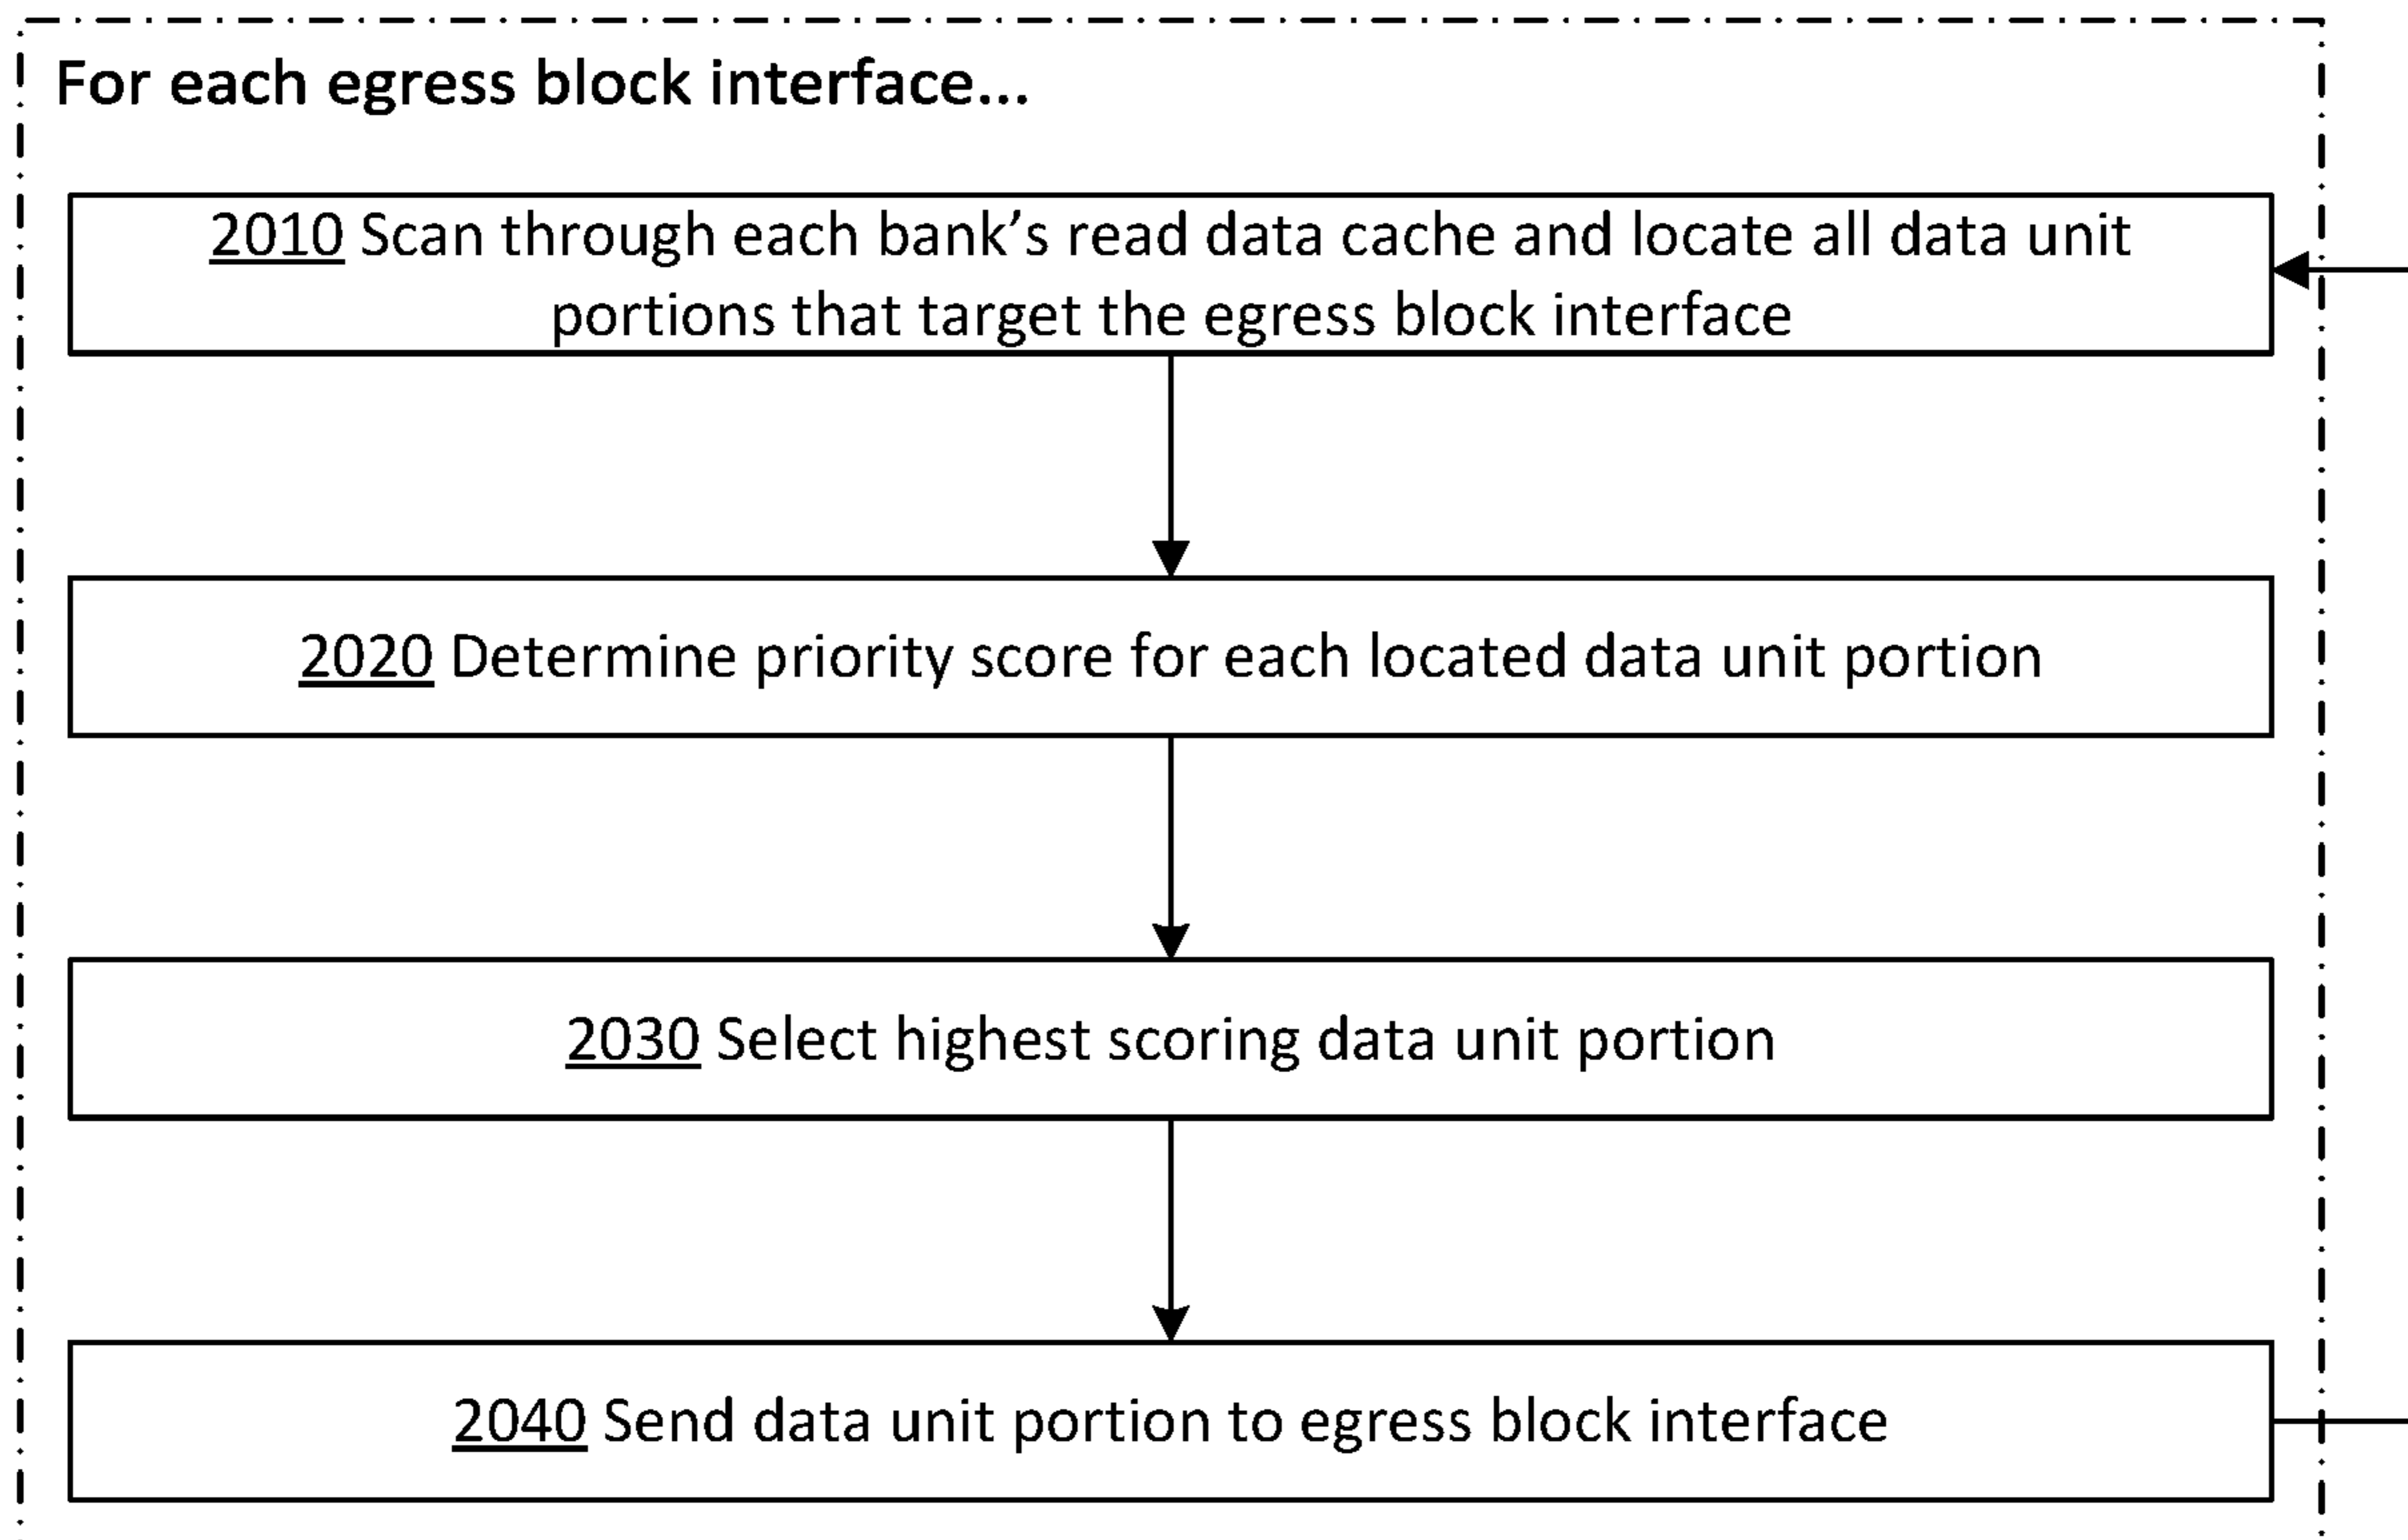 For each egress block interface...
2010 Scan through each bank’s read data cache and locate all data unit
portions that target the egress block interface
2020 Determine priority score for each located data unit portion
2030 Select highest scoring data unit portion
2040 Send data unit portion to egress block interface